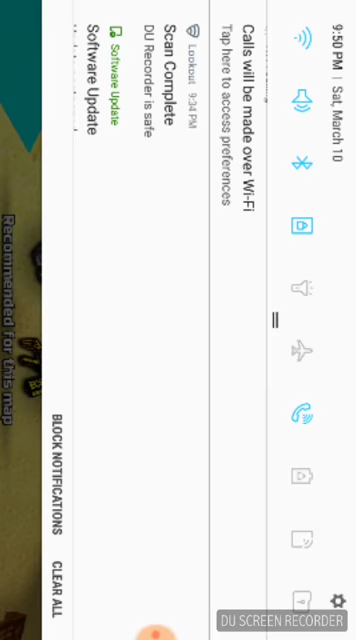 9:50 PM | Sat, March 10
Calls will be made over Wi-Fi
Tap here to access preferences
Lookout 9:34 PM
Scan Complete
DU Recorder is safe
Software Update
Software Update
BLOCK NOTIFICATIONS CLEAR ALL
Recommended for this map
DU SCREEN RECORDER